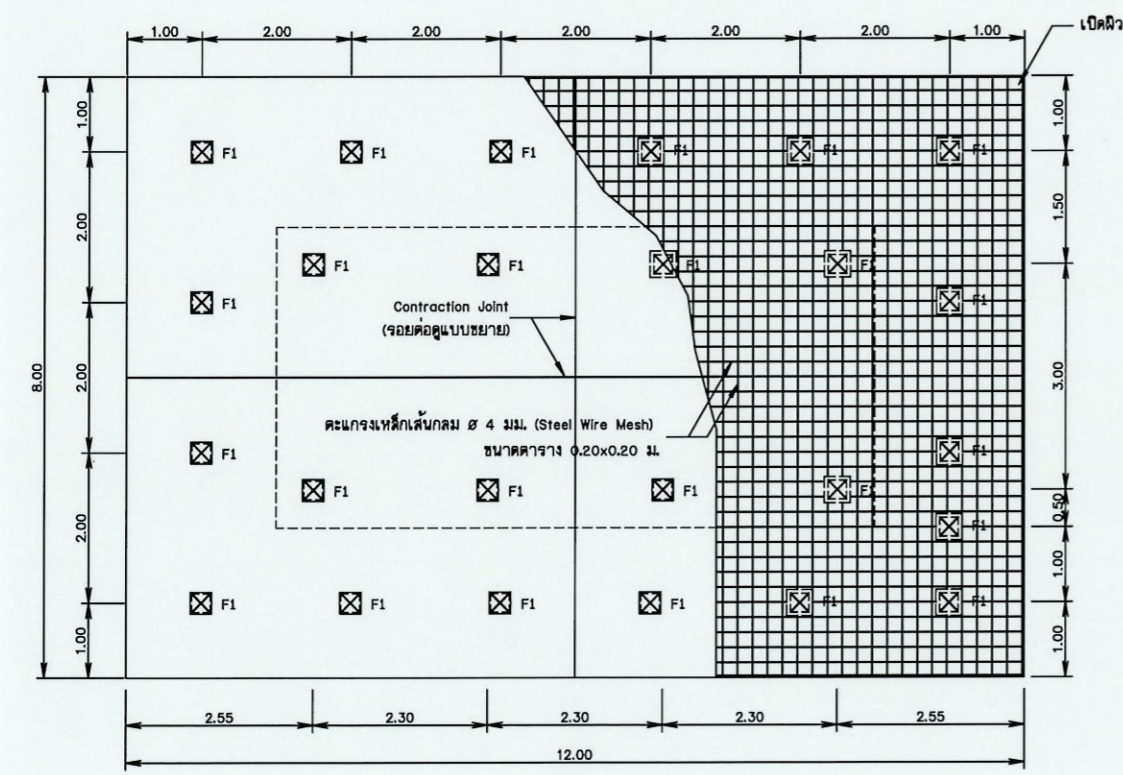 1.00 2.00 2.00 2.00 2.00 2.00 1.00
เปิดผิว
1.00 1.00
F1 F1 F1 F1 F1 F1
2.00 1.50
F1 F1 F1 F1
F1 F1
Contraction Joint
(รอยต่อดูแบบขยาย)
8.00 2.00 3.00
ตะแกรงเหล็กเส้นกลม Ø 4 มม. (Steel Wire Mesh)
ขนาดตาราง 0.20x0.20 ม.
F1 F1
F1 F1 F1 F1
2.00 0.50
F1
1.00
F1 F1 F1 F1 F1 F1
1.00 1.00
2.55 2.30 2.30 2.30 2.55
12.00